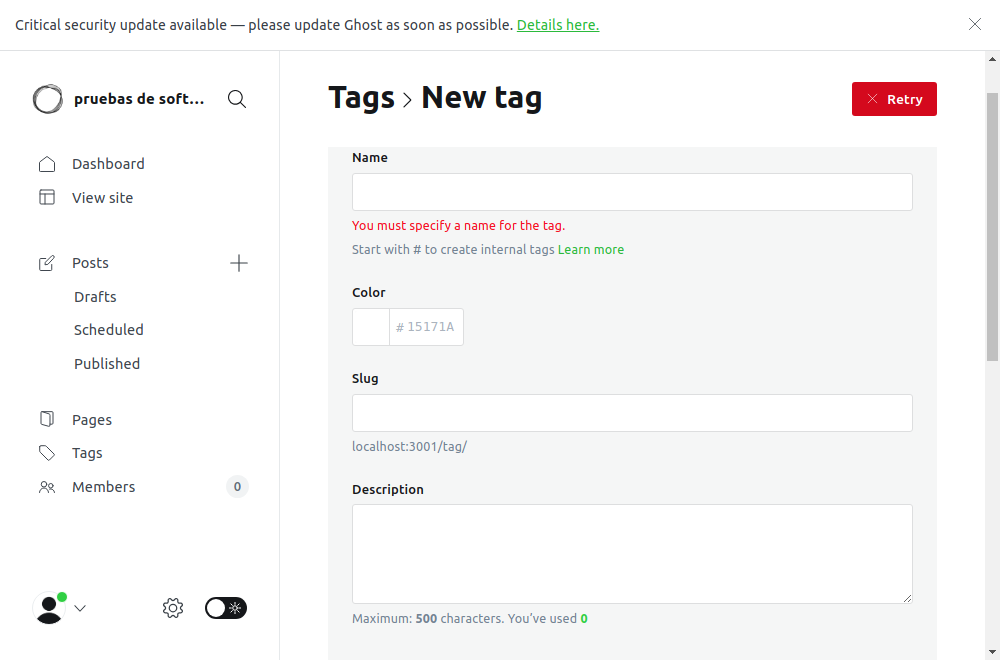 Critical security update available — please update Ghost as soon as possible. Details here.
pruebas de soft...
Dashboard
View site
Posts
Drafts
Scheduled
Published
Pages
Tags
Members 0
Tags > New tag
Retry
Name
You must specify a name for the tag.
Start with # to create internal tags Learn more
Color
# 15171A
Slug
localhost:3001/tag/
Description
Maximum: 500 characters. You've used 0